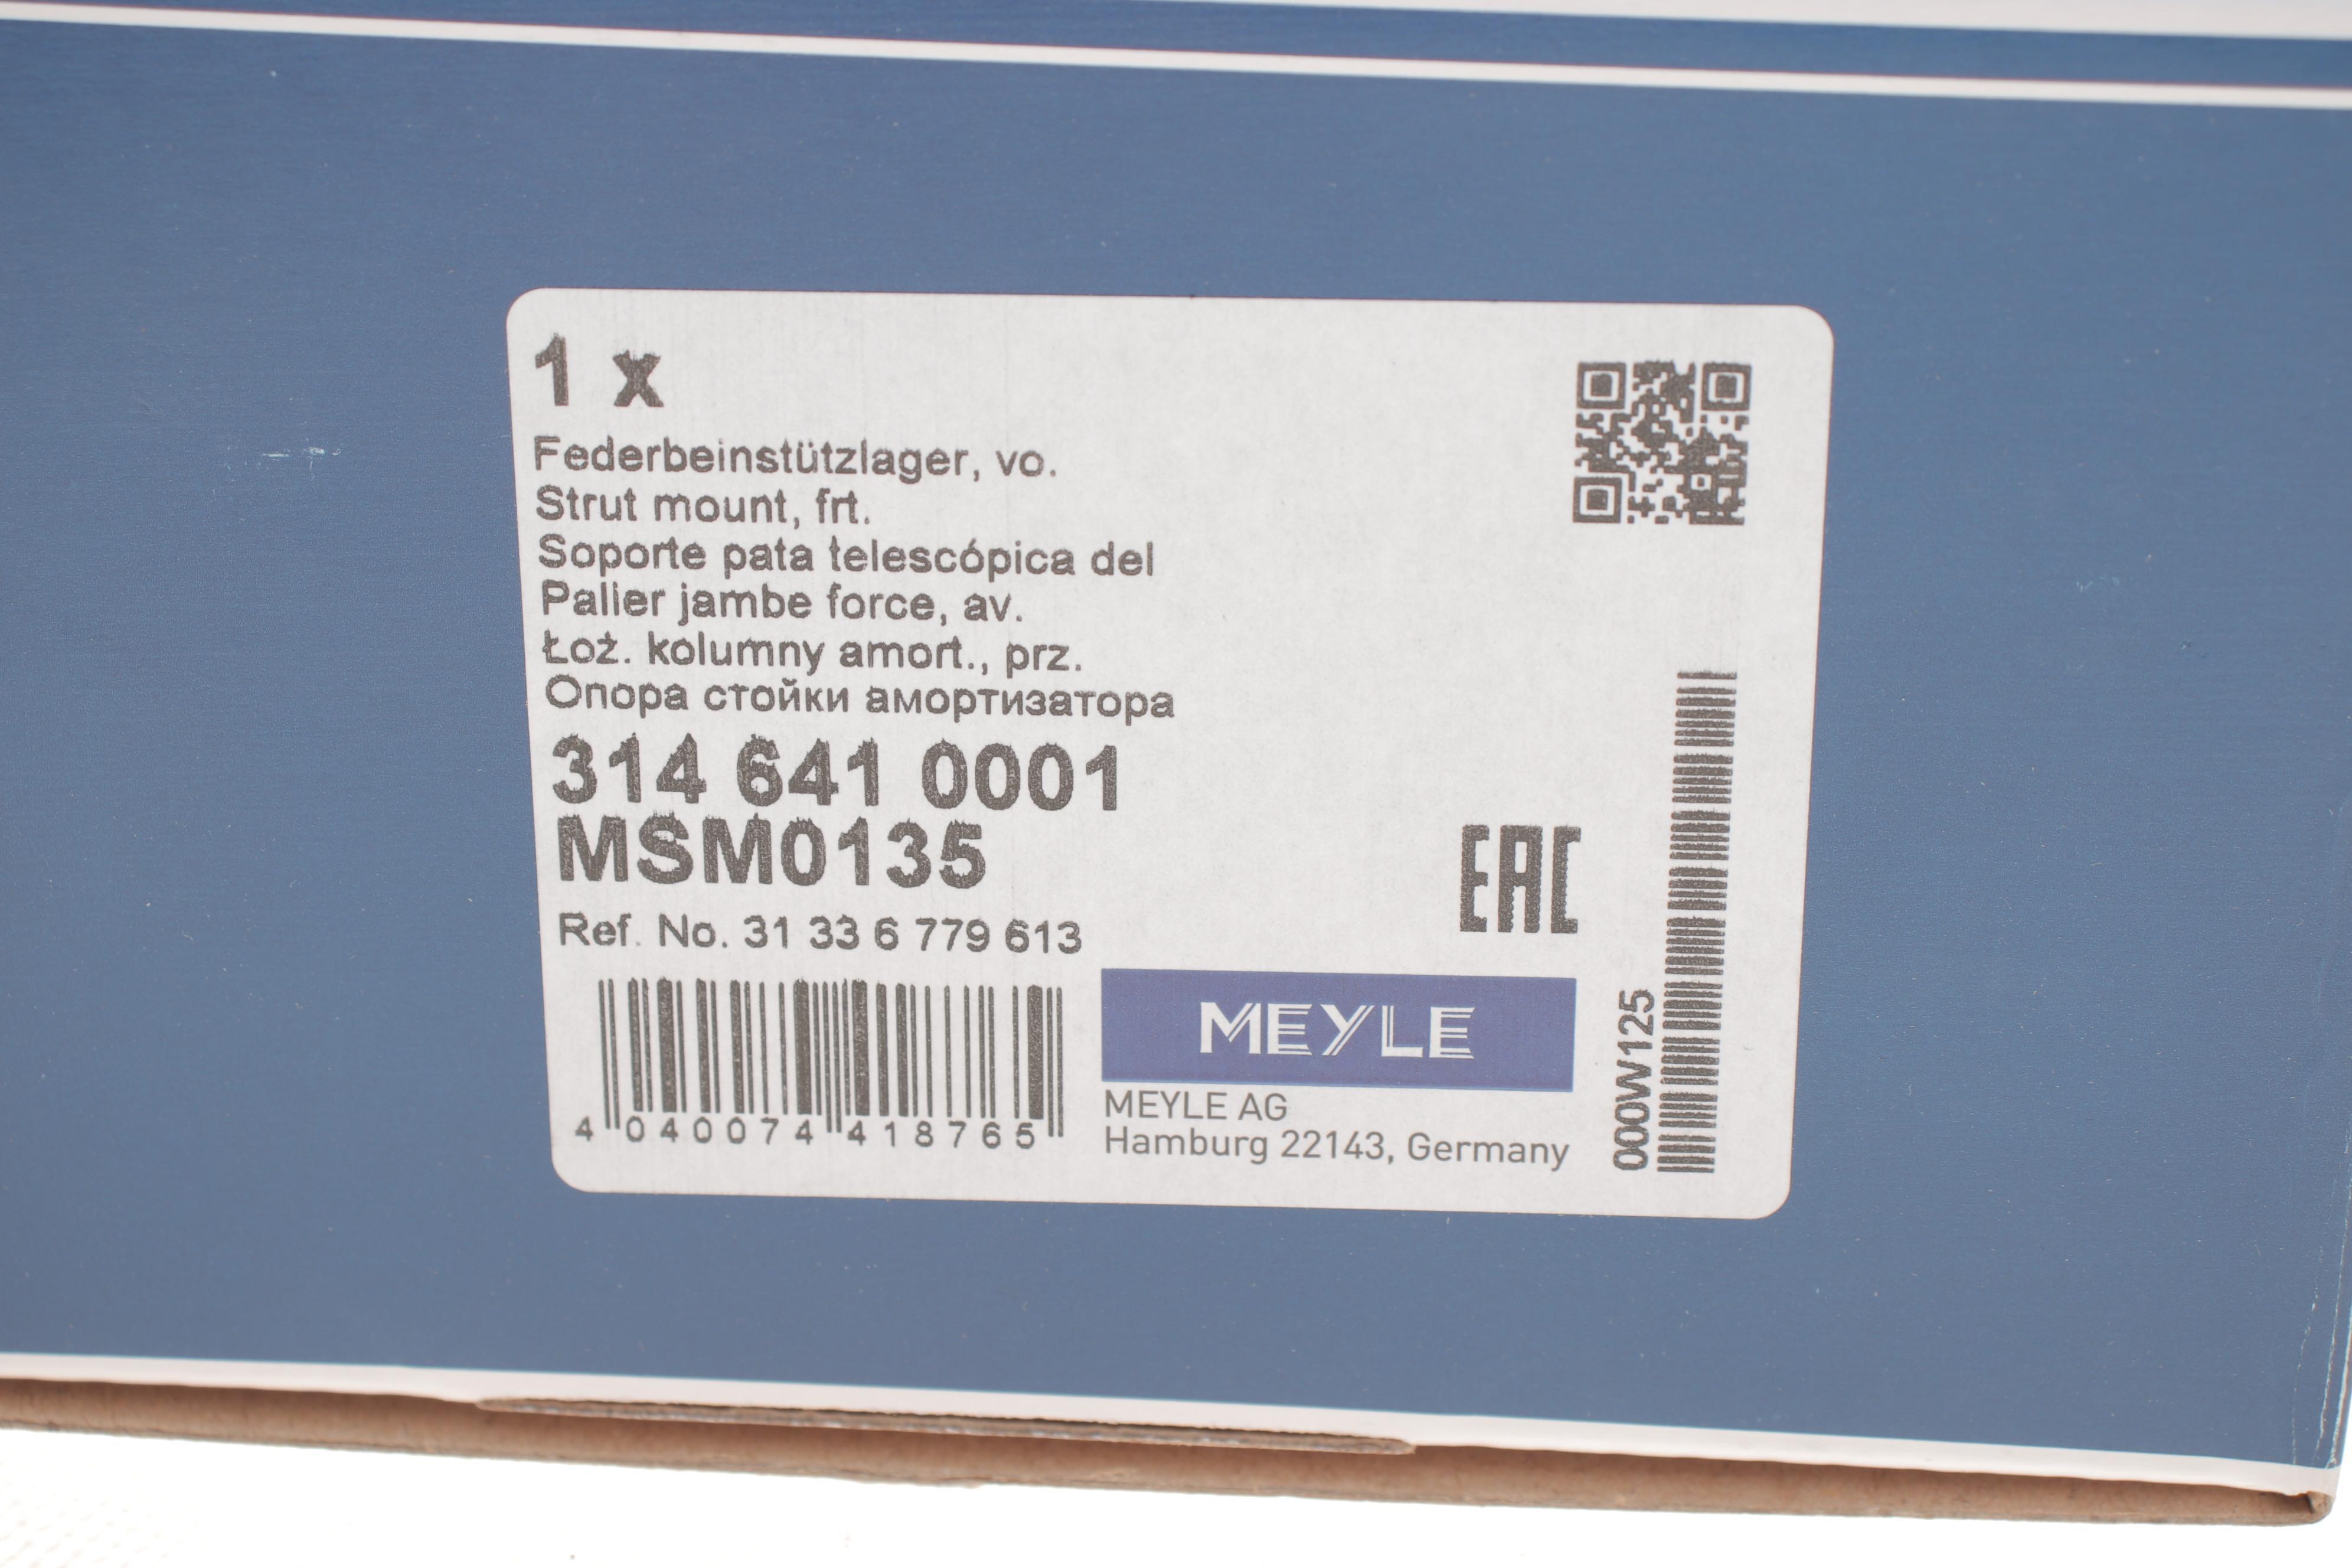 1 x
Federbeinstützlager, vo.
Strut mount, frt.
Soporte pata telescópica del
Palier jambe force, av.
Łoż. kolumny amort., prz.
Опора стойки амортизатора
314 641 0001
MSM0135
Ref. No. 31 33 6 779 613
EAC
4 040074 418765
MEYLE
MEYLE AG
Hamburg 22143, Germany
000W125